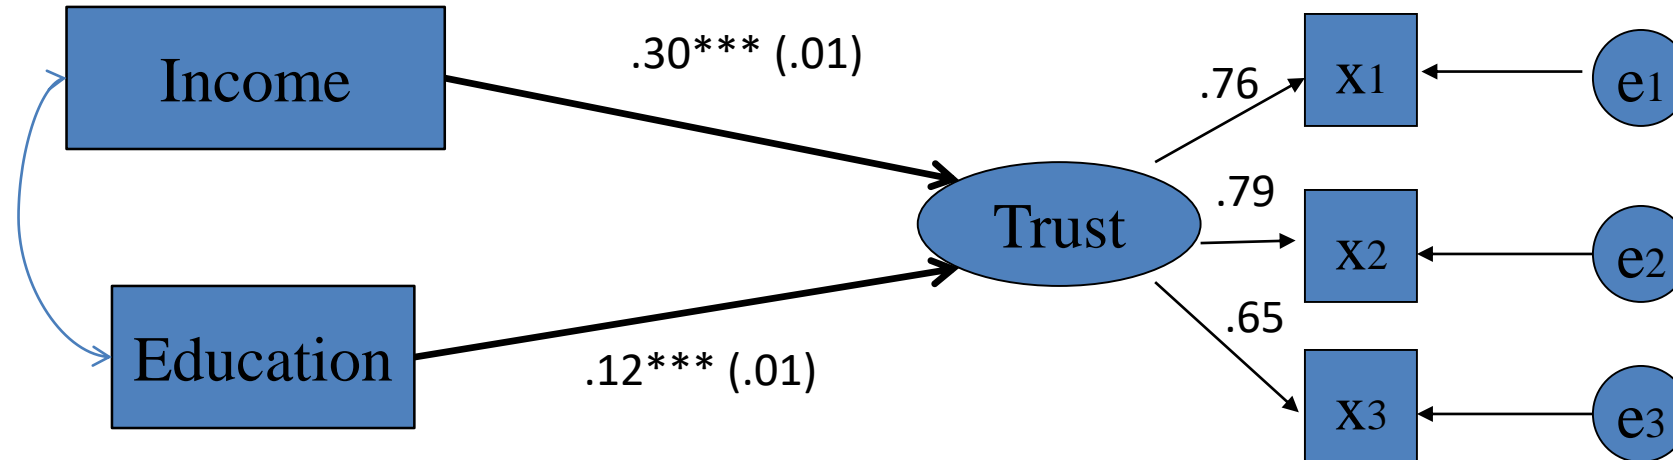 Income
.30*** (.01)
.76
x1
e1
Trust
.79
x2
e2
Education
.12*** (.01)
.65
x3
e3